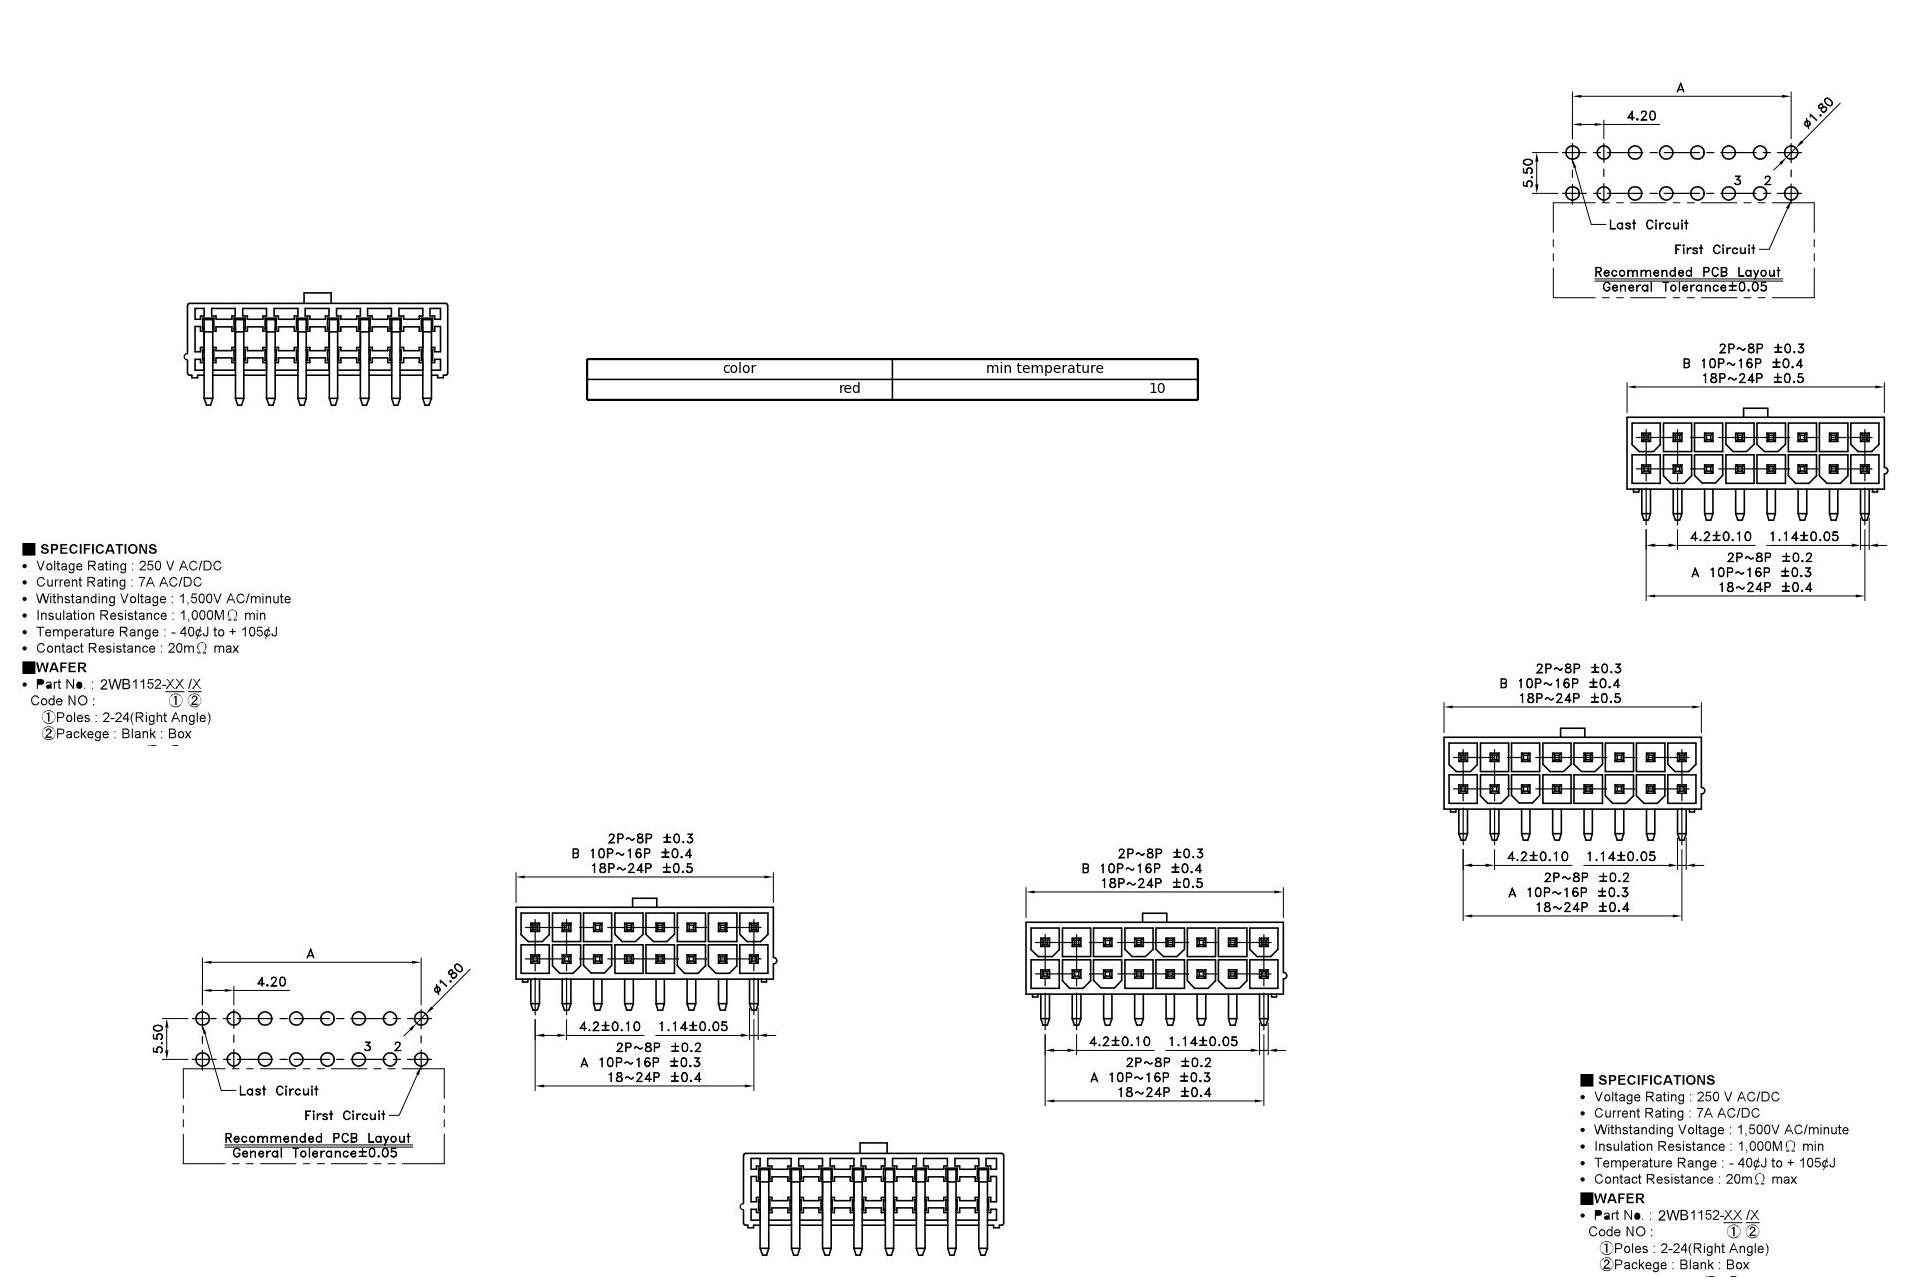 A
4.20
ø1.80
5.50
3 2
Last Circuit
First Circuit
Recommended PCB Layout
General Tolerance±0.05
color min temperature
red 10
2P~8P ±0.3
B 10P~16P ±0.4
18P~24P ±0.5
4.2±0.10 1.14±0.05
2P~8P ±0.2
A 10P~16P ±0.3
18~24P ±0.4
■ SPECIFICATIONS
• Voltage Rating : 250 V AC/DC
• Current Rating : 7A AC/DC
• Withstanding Voltage : 1,500V AC/minute
• Insulation Resistance : 1,000MΩ min
• Temperature Range : - 40¢J to + 105¢J
• Contact Resistance : 20mΩ max
■WAFER
• Part No. : 2WB1152-XX /X
Code NO : ① ②
①Poles : 2-24(Right Angle)
②Packege : Blank : Box
2P~8P ±0.3
B 10P~16P ±0.4
18P~24P ±0.5
4.2±0.10 1.14±0.05
2P~8P ±0.2
A 10P~16P ±0.3
18~24P ±0.4
2P~8P ±0.3
B 10P~16P ±0.4
18P~24P ±0.5
4.2±0.10 1.14±0.05
2P~8P ±0.2
A 10P~16P ±0.3
18~24P ±0.4
2P~8P ±0.3
B 10P~16P ±0.4
18P~24P ±0.5
4.2±0.10 1.14±0.05
2P~8P ±0.2
A 10P~16P ±0.3
18~24P ±0.4
A
4.20
ø1.80
5.50
3 2
Last Circuit
First Circuit
Recommended PCB Layout
General Tolerance±0.05
■ SPECIFICATIONS
• Voltage Rating : 250 V AC/DC
• Current Rating : 7A AC/DC
• Withstanding Voltage : 1,500V AC/minute
• Insulation Resistance : 1,000MΩ min
• Temperature Range : - 40¢J to + 105¢J
• Contact Resistance : 20mΩ max
■WAFER
• Part No. : 2WB1152-XX /X
Code NO : ① ②
①Poles : 2-24(Right Angle)
②Packege : Blank : Box